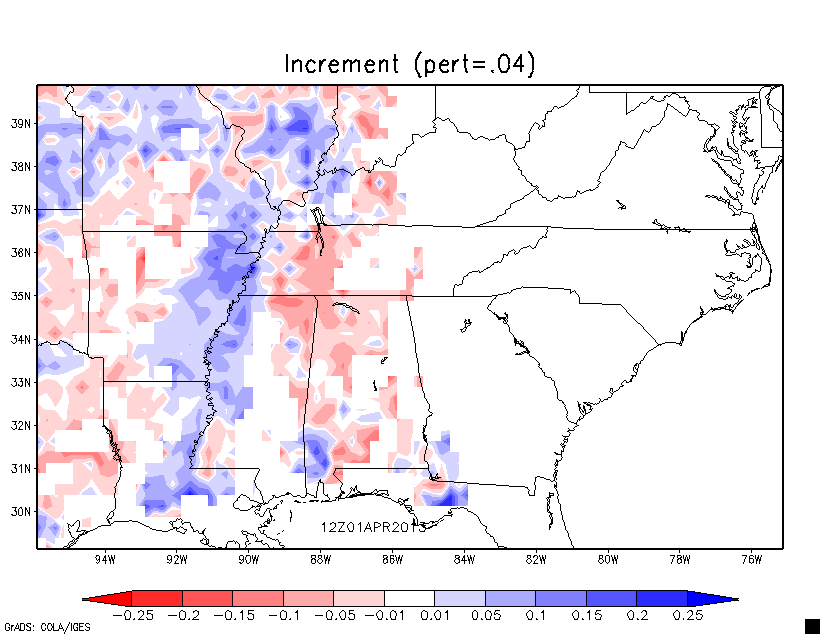 Increment (pert=.04)
39N
38N
37N
36N
35N
34N
33N
32N
31N
30N
12Z01APR2015
94W 92W 90W 88W 86W 84W 82W 80W 78W 76W
-0.25 -0.2 -0.15 -0.1 -0.05 -0.01 0.01 0.05 0.1 0.15 0.2 0.25
GrADS: COLA/IGES